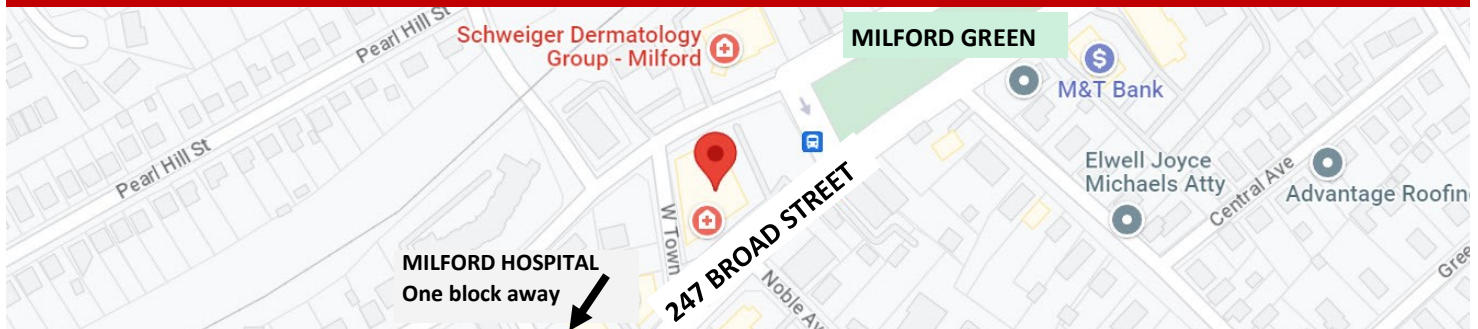 Pearl Hill St
Schweiger Dermatology
Group - Milford
MILFORD GREEN
M&T Bank
Pearl Hill St
Elwell Joyce
Michaels Atty
Central Ave
Advantage Roofin
W Town
247 BROAD STREET
MILFORD HOSPITAL
One block away
Noble Av
Gree